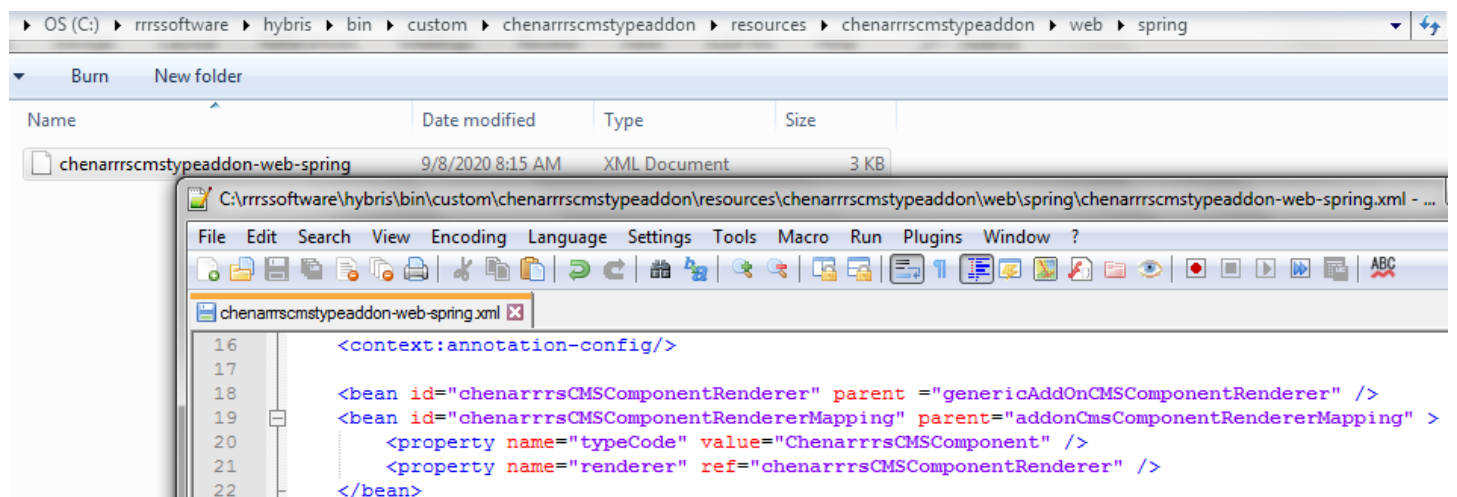 OS (C:) rrrssoftware hybris bin custom chenarrrscmstypeaddon resources chenarrrscmstypeaddon web spring
Burn New folder
Name Date modified Type Size
chenarrrscmstypeaddon-web-spring 9/8/2020 8:15 AM XML Document 3 KB
C:\rrrssoftware\hybris\bin\custom\chenarrrscmstypeaddon\resources\chenarrrscmstypeaddon\web\spring\chenarrrscmstypeaddon-web-spring.xml - ...
File Edit Search View Encoding Language Settings Tools Macro Run Plugins Window ?
ABC
chenarrrscmstypeaddon-web-spring.xml
16 <context:annotation-config/>
17
18 <bean id="chenarrrsCMSComponentRenderer" parent ="genericAddOnCMSComponentRenderer" />
19 <bean id="chenarrrsCMSComponentRendererMapping" parent="addonCmsComponentRendererMapping" >
20 <property name="typeCode" value="ChenarrrsCMSComponent" />
21 <property name="renderer" ref="chenarrrsCMSComponentRenderer" />
22 </bean>